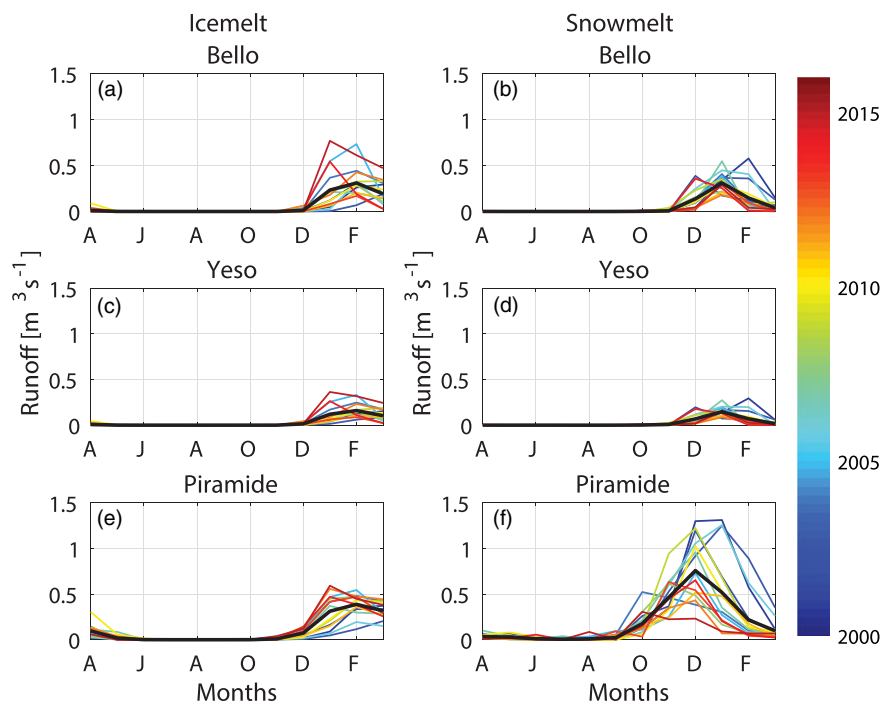 Icemelt Snowmelt
Bello Bello
1.5 (a) 1.5 (b)
1 1
0.5 0.5
0 0
A J A O D F A J A O D F
Yeso Yeso
1.5 (c) 1.5 (d)
1 1
0.5 0.5
0 0
A J A O D F A J A O D F
Piramide Piramide
1.5 (e) 1.5 (f)
1 1
0.5 0.5
0 0
A J A O D F A J A O D F
Months Months
Runoff [m³s⁻¹]
Runoff [m³s⁻¹]
2015
2010
2005
2000